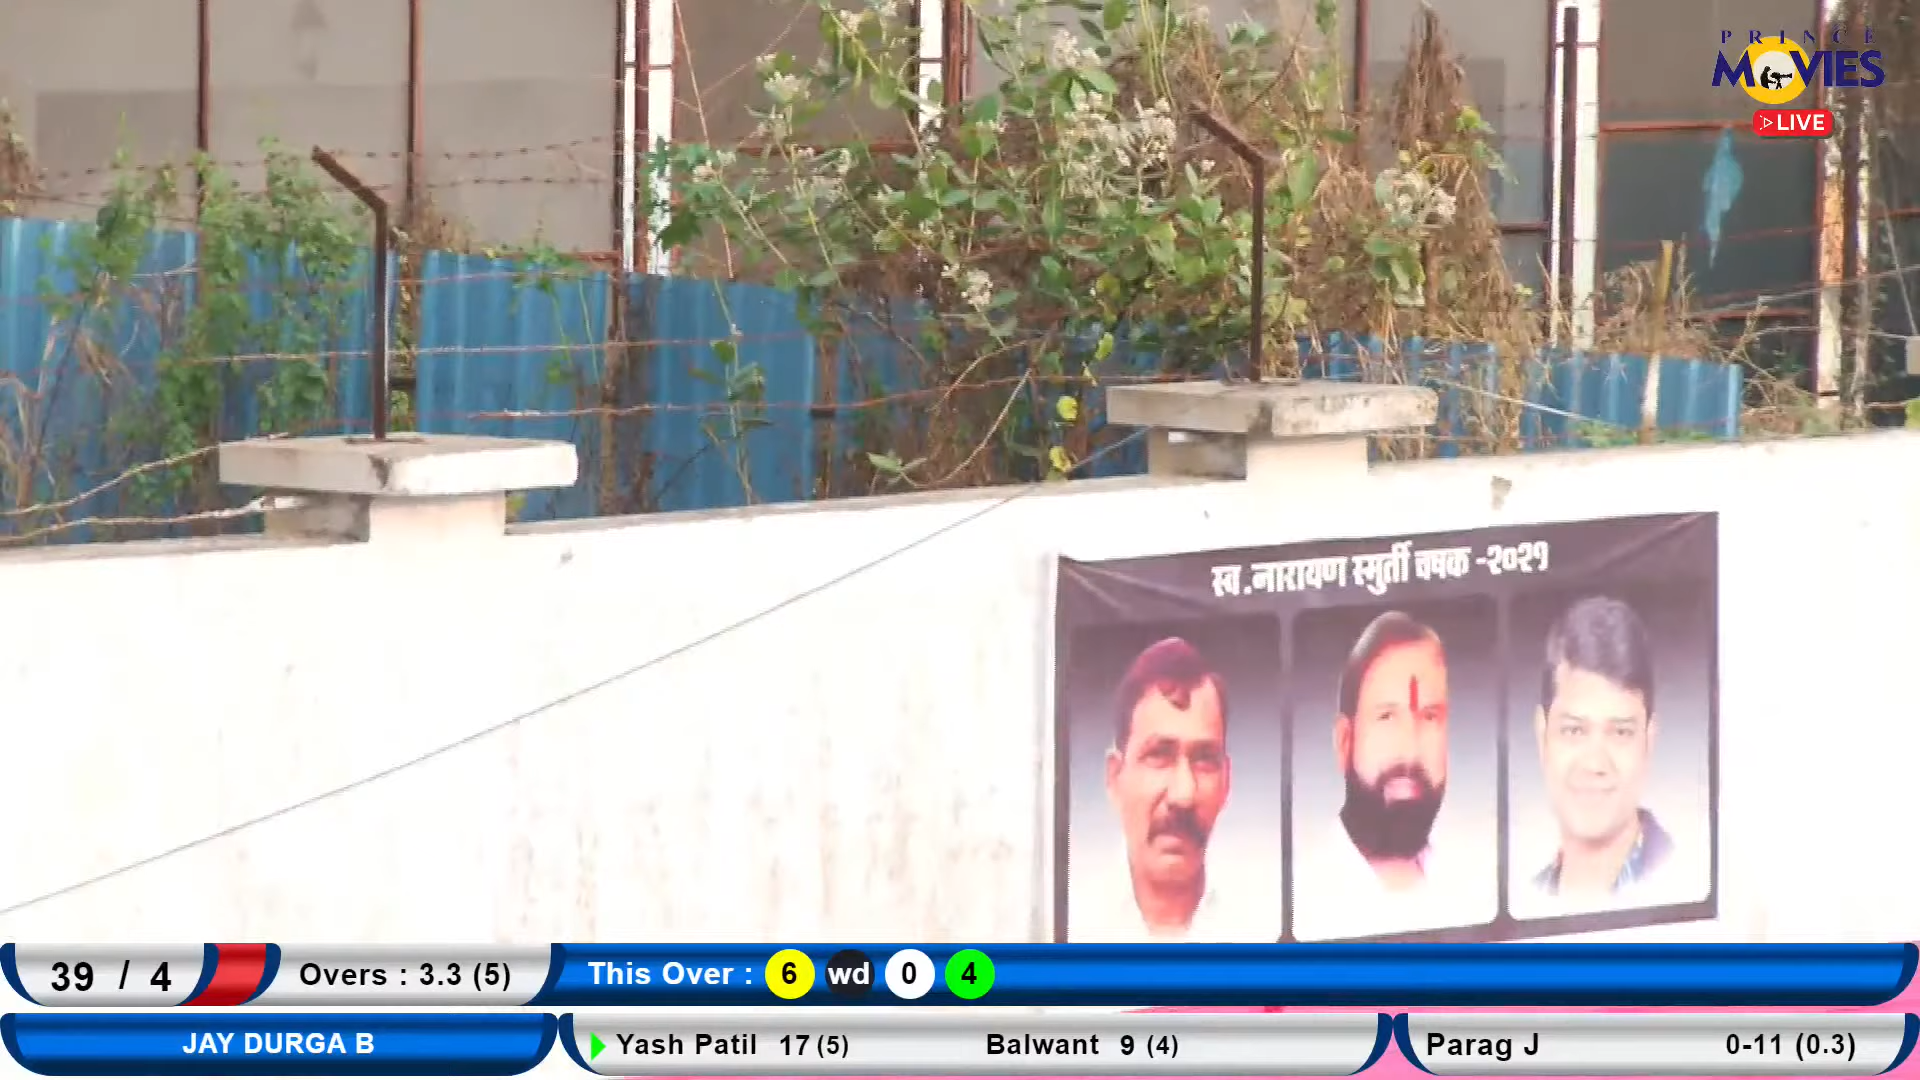 PRINCE
MOVIES
LIVE
स्व.नारायण स्मुर्ती चषक -२०२१
39 / 4
Overs : 3.3 (5)
This Over : 6 wd 0 4
JAY DURGA B
Yash Patil 17 (5)
Balwant 9 (4)
Parag J 0-11 (0.3)